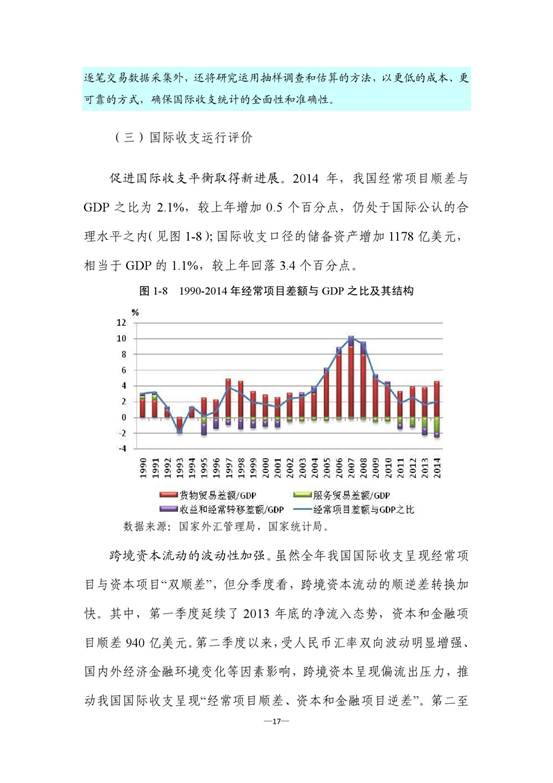 逐笔交易数据采集外，还将研究运用抽样调查和估算的方法，以更低的成本、更
可靠的方式，确保国际收支统计的全面性和准确性。
（三）国际收支运行评价
促进国际收支平衡取得新进展。2014 年，我国经常项目顺差与
GDP 之比为 2.1%，较上年增加 0.5 个百分点，仍处于国际公认的合
理水平之内（见图 1-8）；国际收支口径的储备资产增加 1178 亿美元，
相当于 GDP 的 1.1%，较上年回落 3.4 个百分点。
图 1-8 1990-2014 年经常项目差额与 GDP 之比及其结构
%
12
10
8
6
4
2
0
-2
-4
1990 1991 1992 1993 1994 1995 1996 1997 1998 1999 2000 2001 2002 2003 2004 2005 2006 2007 2008 2009 2010 2011 2012 2013 2014
货物贸易差额/GDP 服务贸易差额/GDP
收益和经常转移差额/GDP 经常项目差额与GDP之比
数据来源：国家外汇管理局，国家统计局。
跨境资本流动的波动性加强。虽然全年我国国际收支呈现经常项
目与资本项目“双顺差”，但分季度看，跨境资本流动的顺逆差转换加
快。其中，第一季度延续了 2013 年底的净流入态势，资本和金融项
目顺差 940 亿美元。第二季度以来，受人民币汇率双向波动明显增强、
国内外经济金融环境变化等因素影响，跨境资本呈现偏流出压力，推
动我国国际收支呈现“经常项目顺差、资本和金融项目逆差”。第二至
—17—